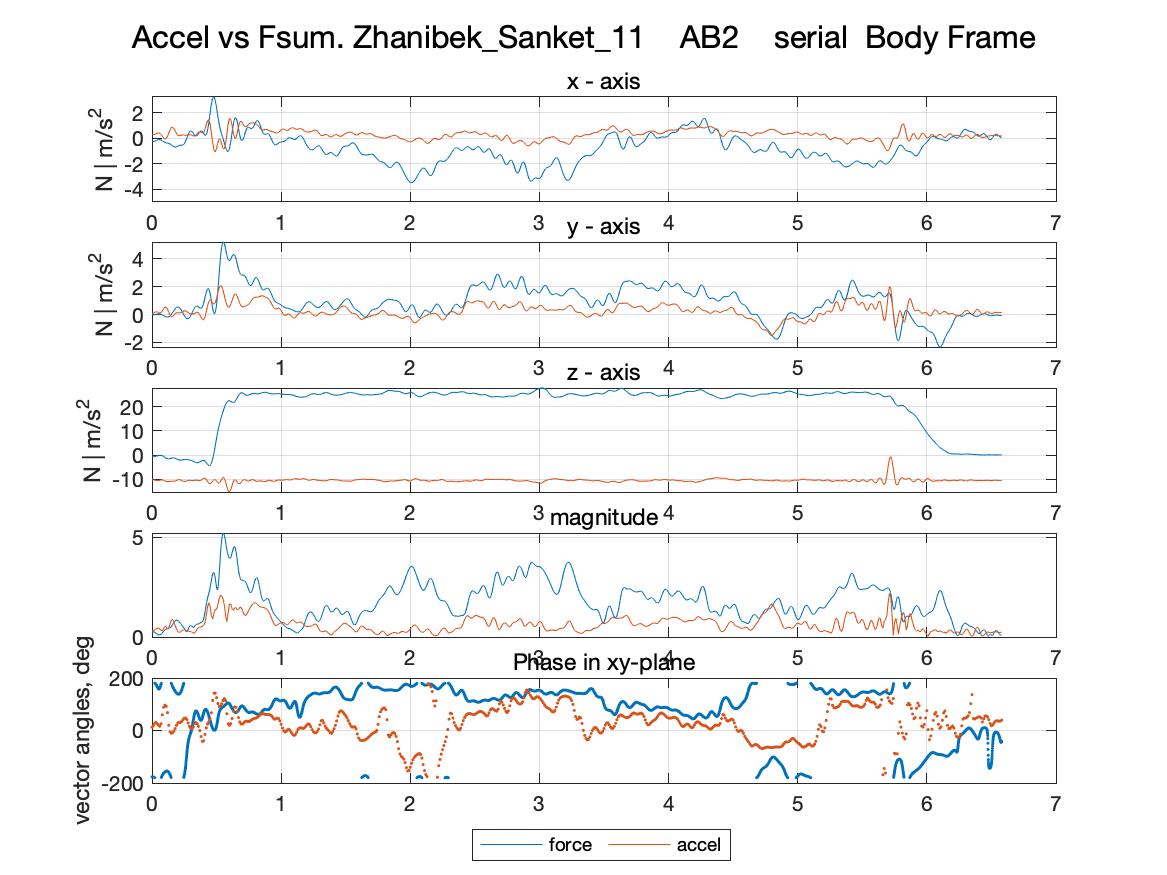 Accel vs Fsum. Zhanibek_Sanket_11 AB2 serial Body Frame
x - axis
N | m/s2
2
0
-2
-4
0 1 2 3 4 5 6 7
y - axis
N | m/s2
4
2
0
-2
0 1 2 3 4 5 6 7
z - axis
N | m/s2
20
10
0
-10
0 1 2 3 4 5 6 7
magnitude
5
0
0 1 2 3 4 5 6 7
Phase in xy-plane
vector angles, deg
200
0
-200
0 1 2 3 4 5 6 7
force accel